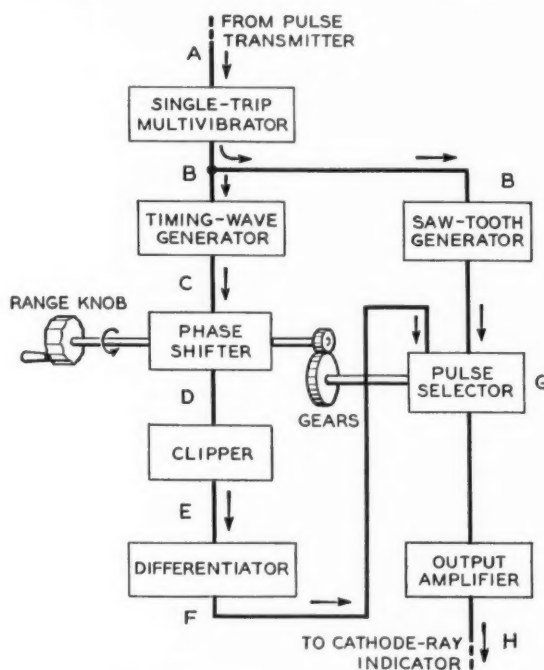 FROM PULSE
TRANSMITTER
A
SINGLE-TRIP
MULTIVIBRATOR
B
B
TIMING-WAVE
GENERATOR
SAW-TOOTH
GENERATOR
C
RANGE KNOB
PHASE
SHIFTER
PULSE
SELECTOR
G
D
GEARS
CLIPPER
E
DIFFERENTIATOR
OUTPUT
AMPLIFIER
F
TO CATHODE-RAY
INDICATOR
H